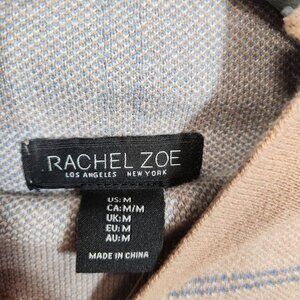 RACHEL ZOE
LOS ANGELES NEW YORK
US: M
CA: M/M
UK: M
EU: M
AU: M
MADE IN CHINA